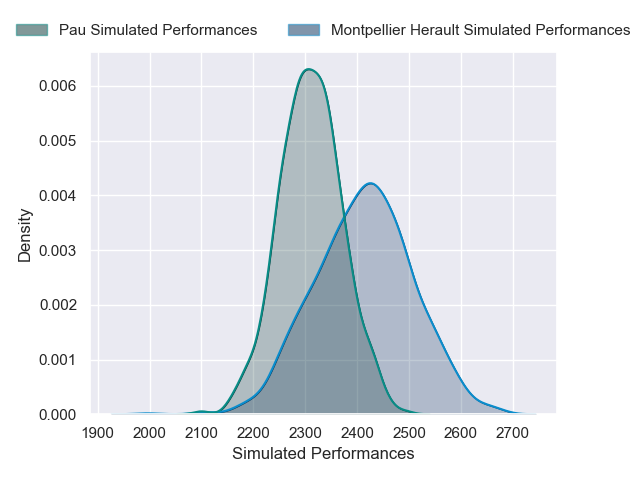 Pau Simulated Performances
Montpellier Herault Simulated Performances
0.006
0.005
0.004
0.003
0.002
0.001
0.000
Density
1900 2000 2100 2200 2300 2400 2500 2600 2700
Simulated Performances